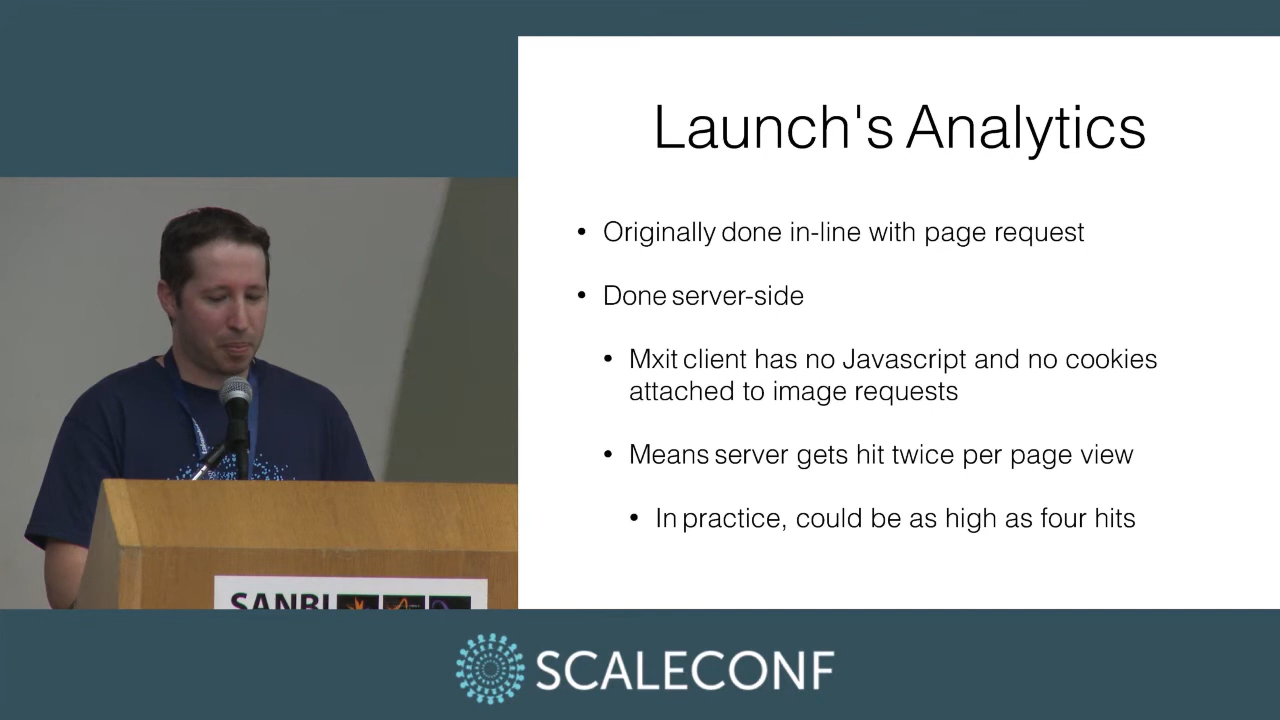 Launch's Analytics
• Originally done in-line with page request
• Done server-side
• Mxit client has no Javascript and no cookies
attached to image requests
• Means server gets hit twice per page view
• In practice, could be as high as four hits
SANBI
SCALECONF